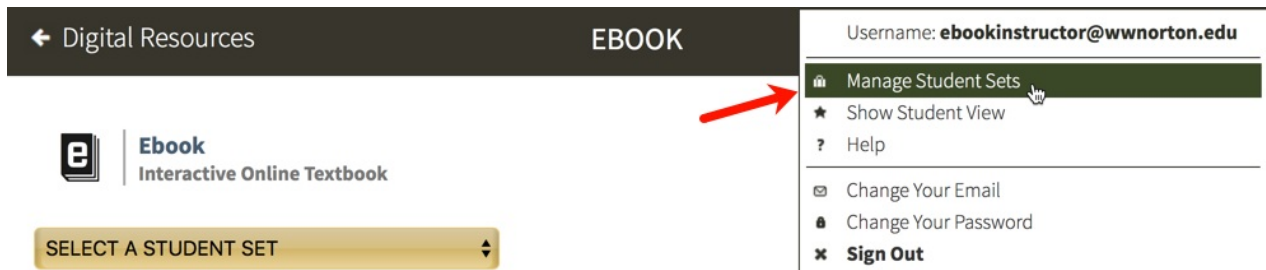 Digital Resources
EBOOK
Username: ebookinstructor@wwnorton.edu
Manage Student Sets
Show Student View
? Help
Change Your Email
Change Your Password
Sign Out
e
Ebook
Interactive Online Textbook
SELECT A STUDENT SET